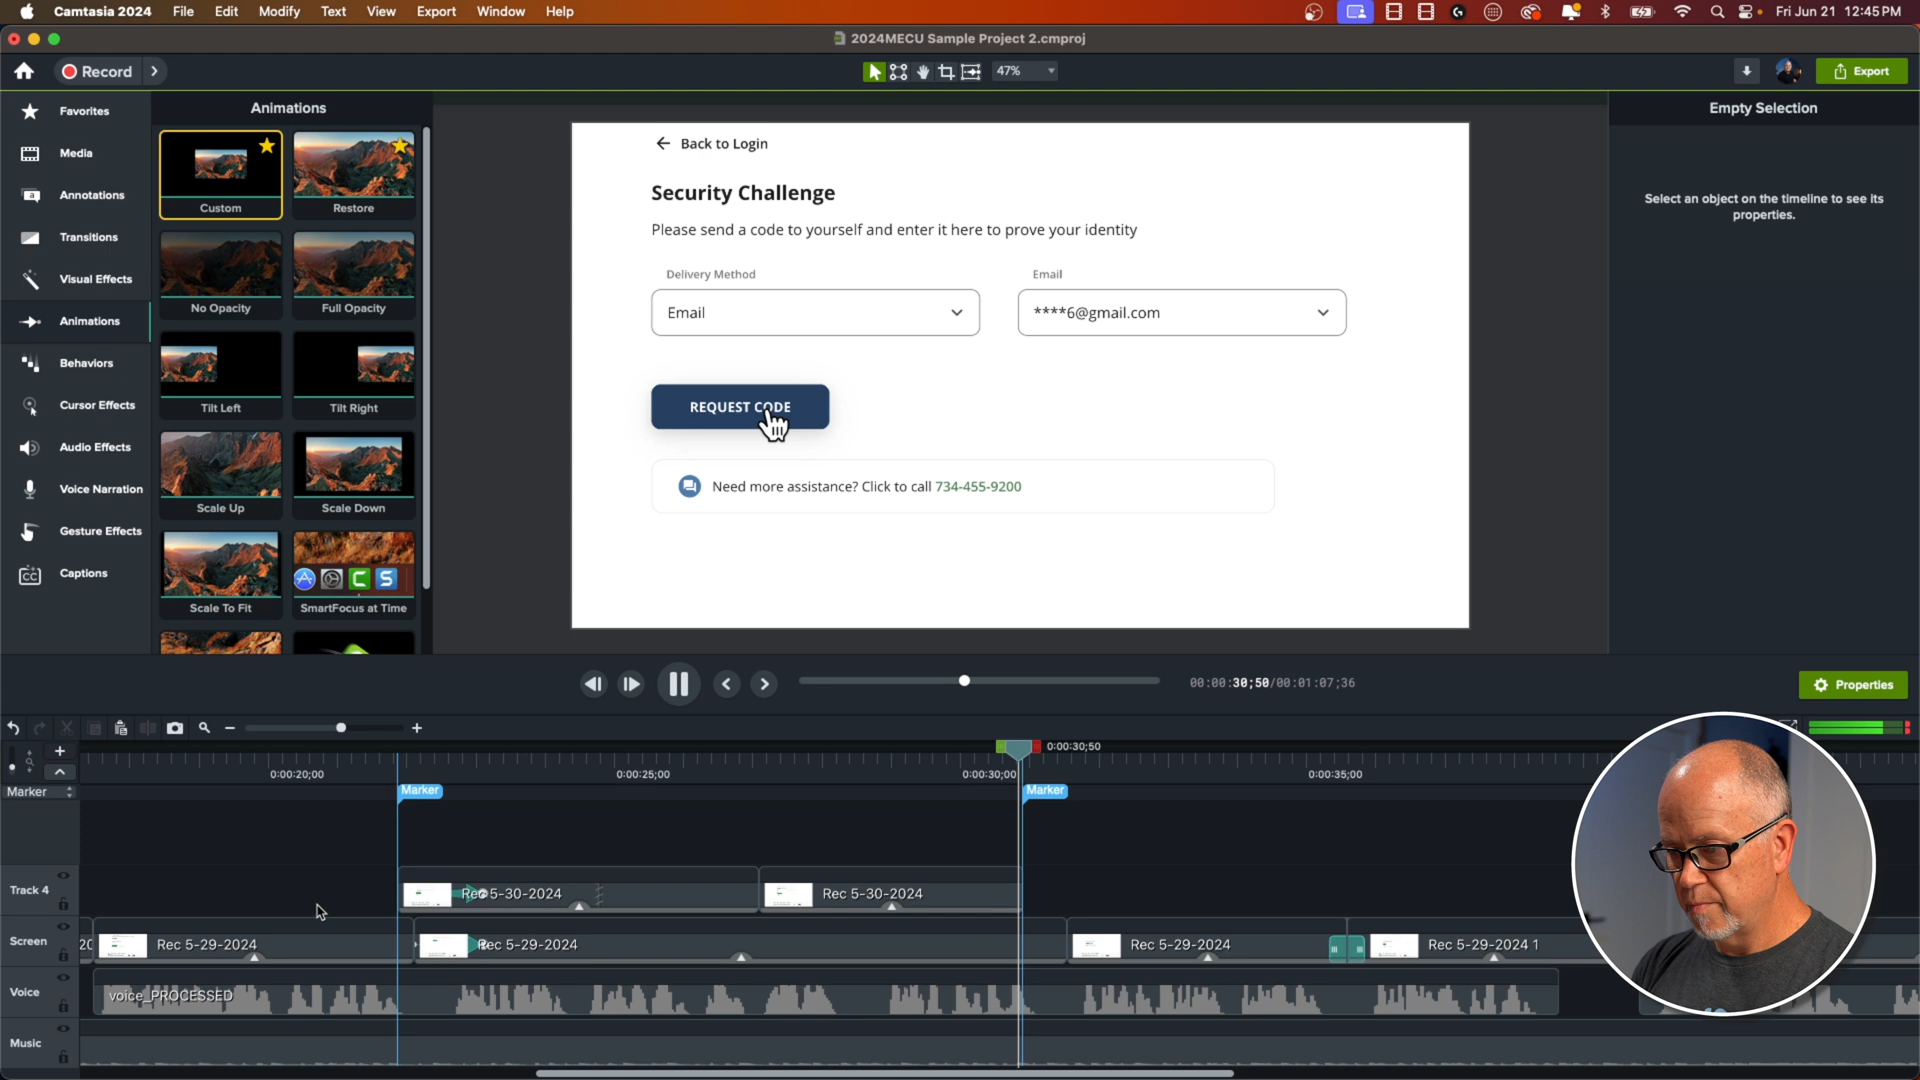 Camtasia 2024 File Edit Modify Text View Export Window Help
Fri Jun 21 12:45 PM
2024MECU Sample Project 2.cmproj
Record
47%
Export
Favorites
Media
Annotations
Transitions
Visual Effects
Animations
Behaviors
Cursor Effects
Audio Effects
Voice Narration
Gesture Effects
Captions
Animations
Custom
Restore
No Opacity
Full Opacity
Tilt Left
Tilt Right
Scale Up
Scale Down
Scale To Fit
SmartFocus at Time
Back to Login
Security Challenge
Please send a code to yourself and enter it here to prove your identity
Delivery Method
Email
Email
****6@gmail.com
REQUEST CODE
Need more assistance? Click to call 734-455-9200
Empty Selection
Select an object on the timeline to see its
properties.
00:00:30;50/00:01:07;36
Properties
0:00:30;50
0:00:20;00
0:00:25;00
0:00:30;00
0:00:35;00
Marker
Marker
Marker
Track 4
Rec 5-30-2024
Rec 5-30-2024
Screen
Rec 5-29-2024
Rec 5-29-2024
Rec 5-29-2024
Rec 5-29-2024 1
Voice
voice_PROCESSED
Music